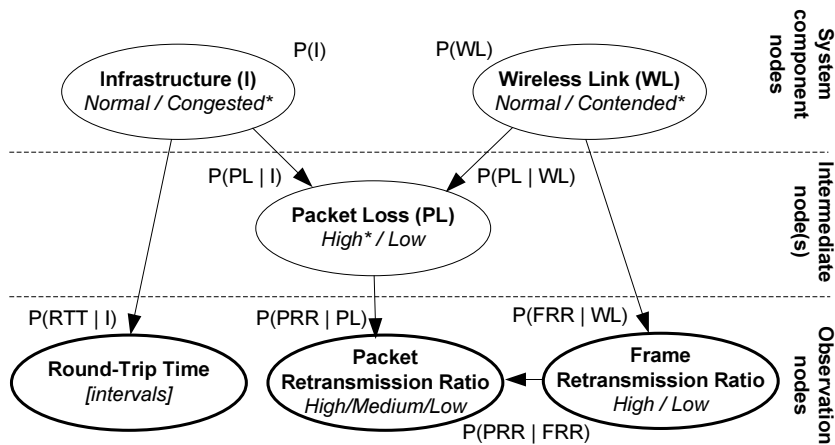 P(I)
P(WL)
Infrastructure (I)
Normal / Congested*
Wireless Link (WL)
Normal / Contended*
System
component
nodes
P(PL | I)
P(PL | WL)
Packet Loss (PL)
High* / Low
Intermediate
node(s)
P(RTT | I)
P(PRR | PL)
P(FRR | WL)
Round-Trip Time
[intervals]
Packet
Retransmission Ratio
High/Medium/Low
Frame
Retransmission Ratio
High / Low
P(PRR | FRR)
Observation
nodes